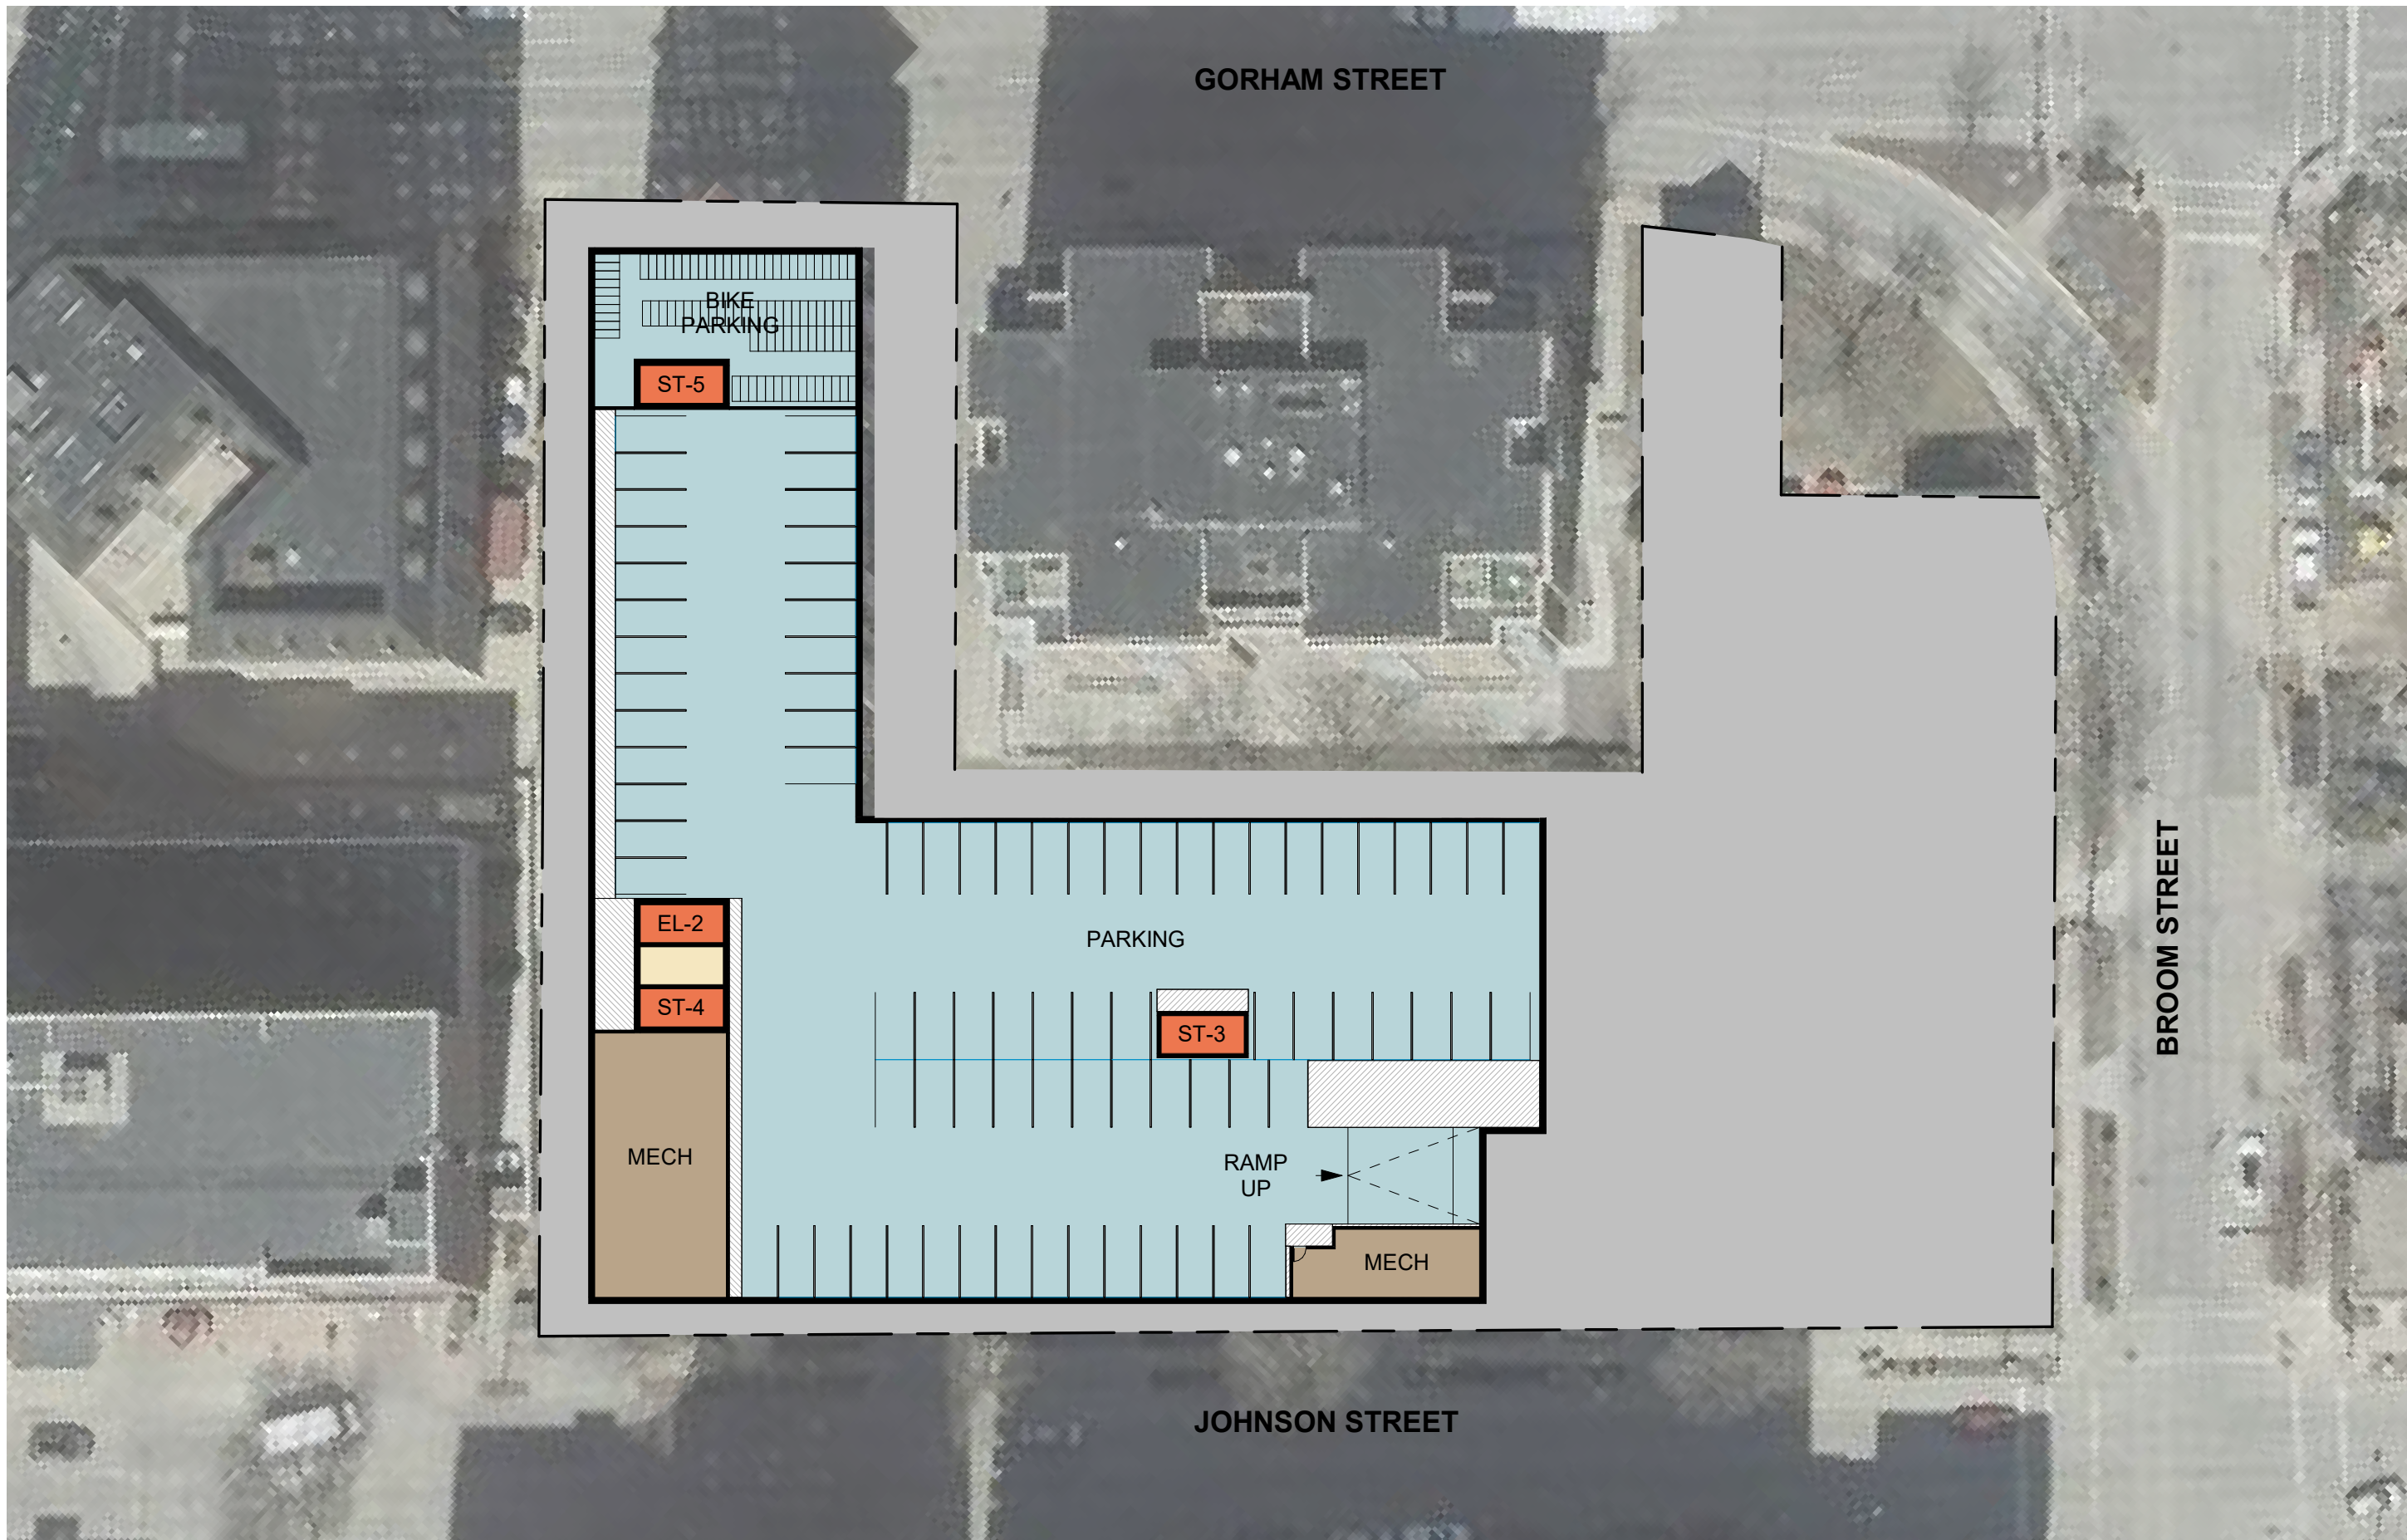 GORHAM STREET
BIKE
PARKING
ST-5
EL-2
PARKING
ST-4
ST-3
MECH
RAMP
UP
MECH
BROOM STREET
JOHNSON STREET